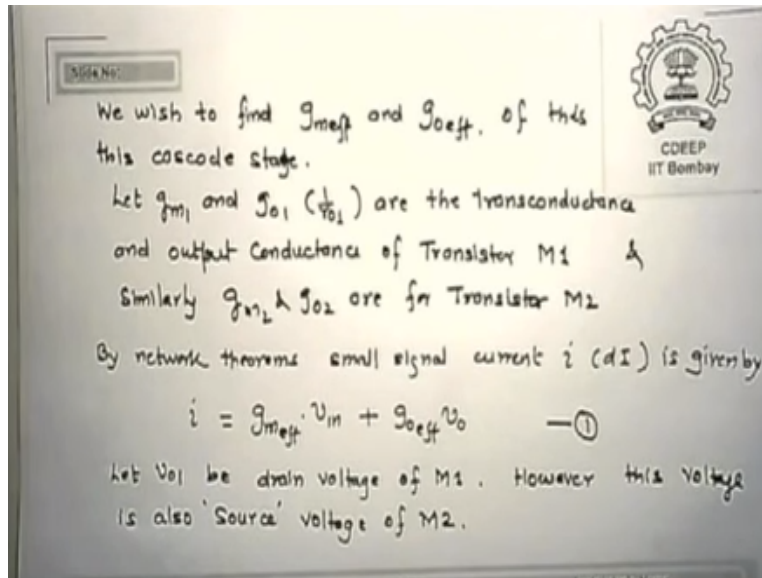 Slide No:
CDEEP
IIT Bombay
We wish to find gmeff and goeff. of this
this coscode stage.
Let gm1 and go1 (1/ro1) are the Transconductance
and output Conductance of Transistor M1 &
Similarly gm2 & go2 are for Transistor M2
By network theorems small signal current i (dI) is given by
i = gmeff · vin + goeff vo —①
Let vo1 be drain voltage of M1. However this voltage
is also 'Source' voltage of M2.